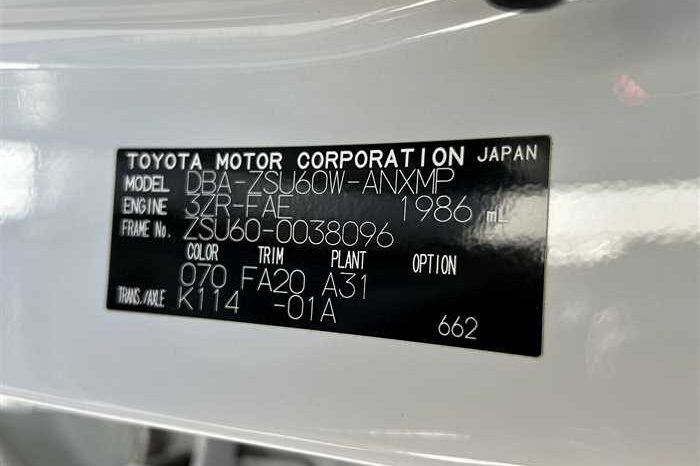 TOYOTA MOTOR CORPORATION JAPAN
MODEL DBA-ZSU60W-ANXMP
ENGINE 3ZR-FAE 1986 mL
FRAME No. ZSU60-0038096
COLOR TRIM PLANT OPTION
070 FA20 A31
TRANS./AXLE K114 -01A
662